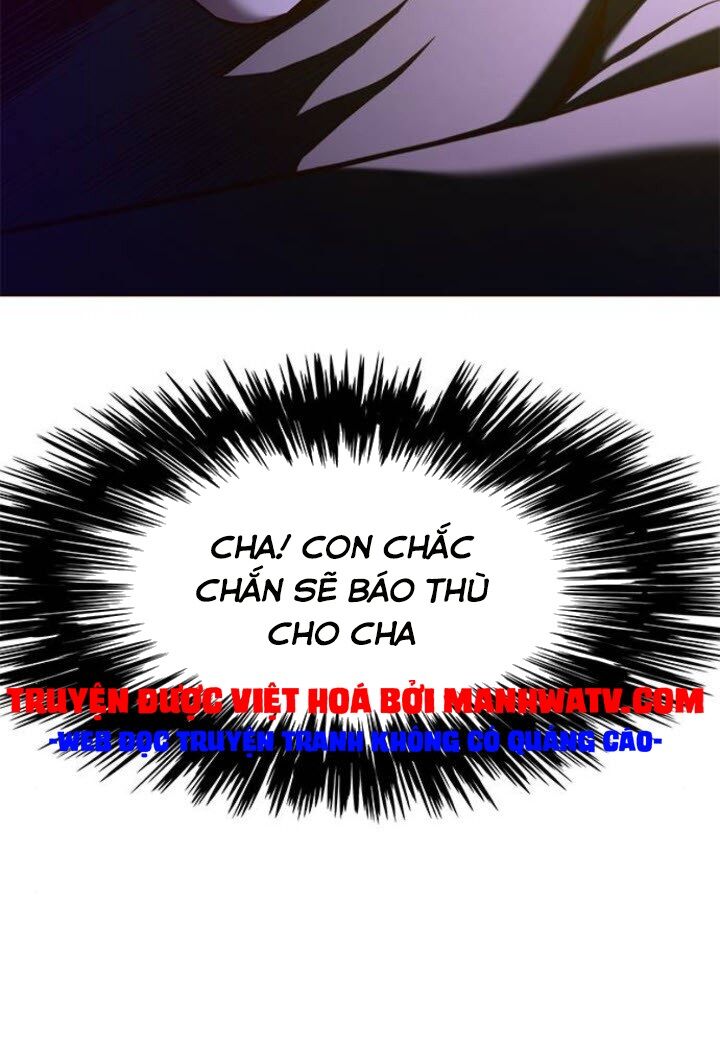 CHA! CON CHẮC
CHẮN SẼ BÁO THÙ
CHO CHA
TRUYỆN ĐƯỢC VIỆT HOÁ BỞI MANHWATV.COM
-WEB ĐỌC TRUYỆN TRANH KHÔNG CÓ QUẢNG CÁO-